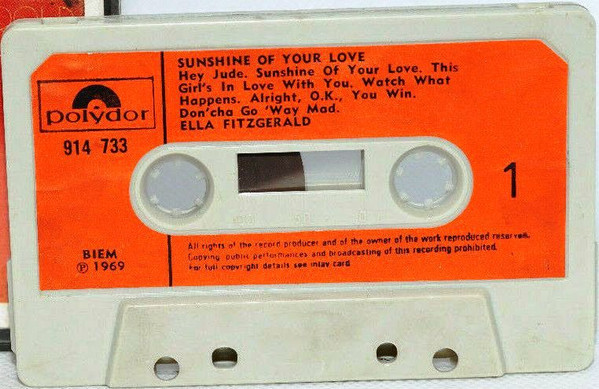 SUNSHINE OF YOUR LOVE
Hey Jude. Sunshine Of Your Love. This
Girl's In Love With You. Watch What
Happens. Alright, O.K., You Win.
Don'cha Go 'Way Mad.
ELLA FITZGERALD
polydor
914 733
1
BIEM
℗ 1969
All rights of the record producer and of the owner of the work reproduced reserved.
Copying public performances and broadcasting of this recording prohibited.
For full copyright details see inlay card